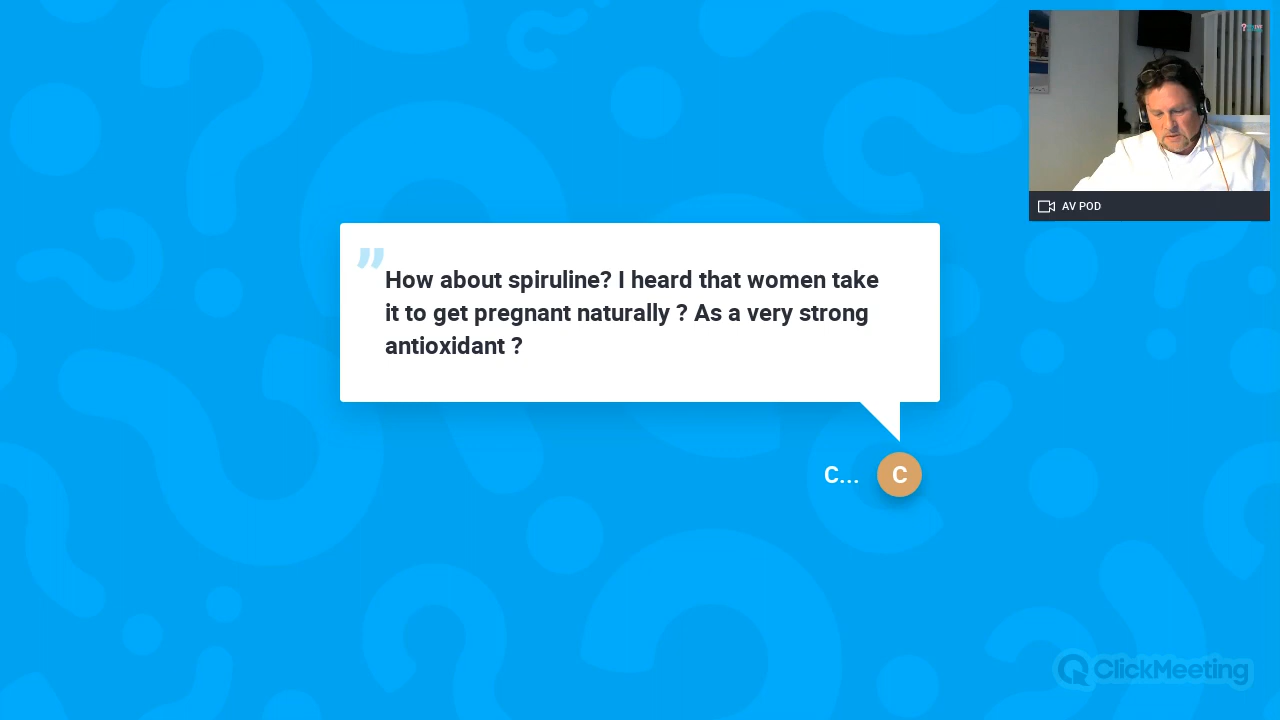 AV POD
”
How about spiruline? I heard that women take
it to get pregnant naturally ? As a very strong
antioxidant ?
C... C
ClickMeeting